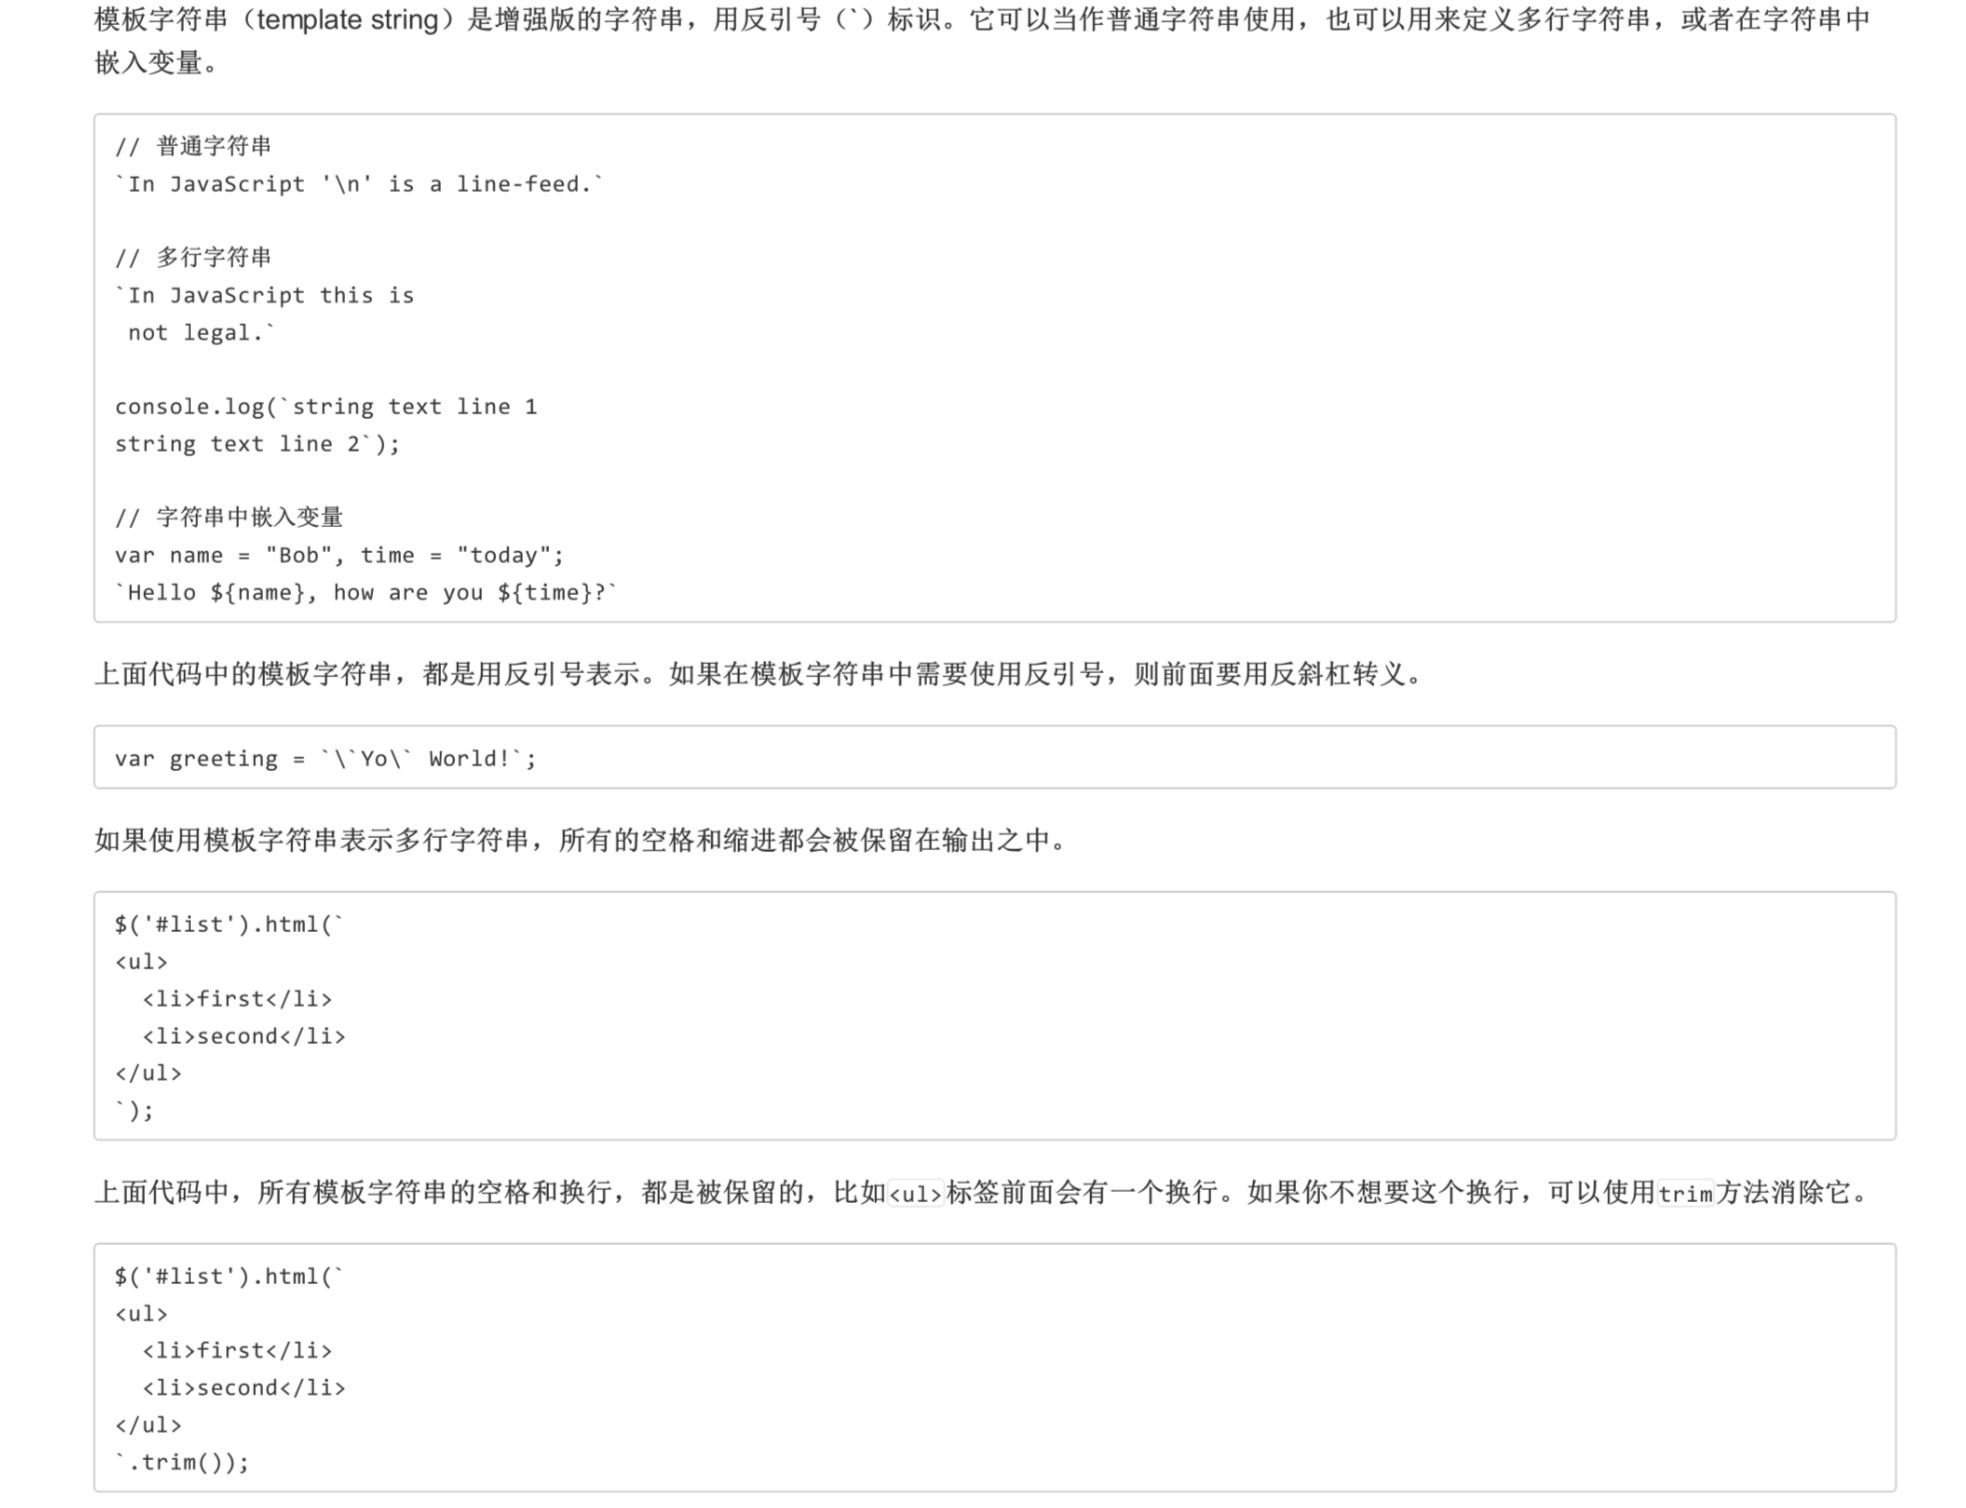 模板字符串（template string）是增强版的字符串，用反引号（`）标识。它可以当作普通字符串使用，也可以用来定义多行字符串，或者在字符串中
嵌入变量。
// 普通字符串
`In JavaScript '\n' is a line-feed.`
// 多行字符串
`In JavaScript this is
 not legal.`
console.log(`string text line 1
string text line 2`);
// 字符串中嵌入变量
var name = "Bob", time = "today";
`Hello ${name}, how are you ${time}?`
上面代码中的模板字符串，都是用反引号表示。如果在模板字符串中需要使用反引号，则前面要用反斜杠转义。
var greeting = `\`Yo\` World!`;
如果使用模板字符串表示多行字符串，所有的空格和缩进都会被保留在输出之中。
$('#list').html(`
<ul>
  <li>first</li>
  <li>second</li>
</ul>
`);
上面代码中，所有模板字符串的空格和换行，都是被保留的，比如<ul>标签前面会有一个换行。如果你不想要这个换行，可以使用trim方法消除它。
$('#list').html(`
<ul>
  <li>first</li>
  <li>second</li>
</ul>
`.trim());